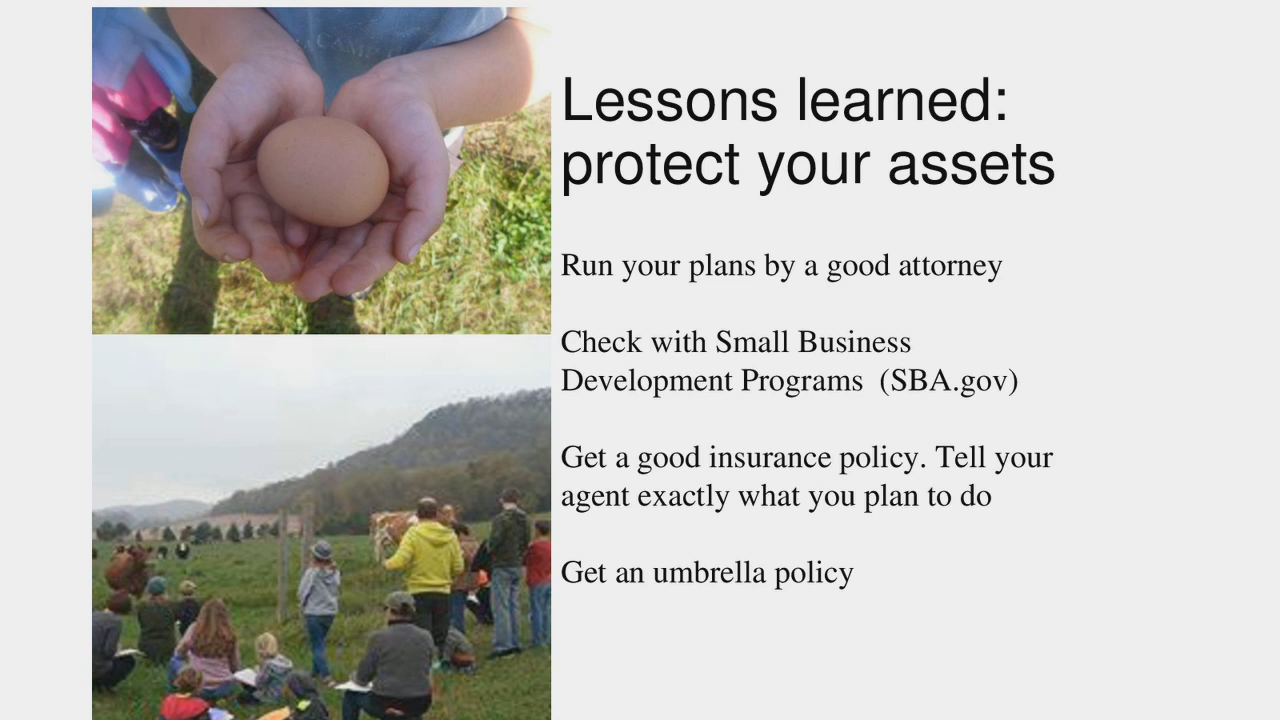 CAMP
Lessons learned:
protect your assets
Run your plans by a good attorney
Check with Small Business
Development Programs (SBA.gov)
Get a good insurance policy. Tell your
agent exactly what you plan to do
Get an umbrella policy